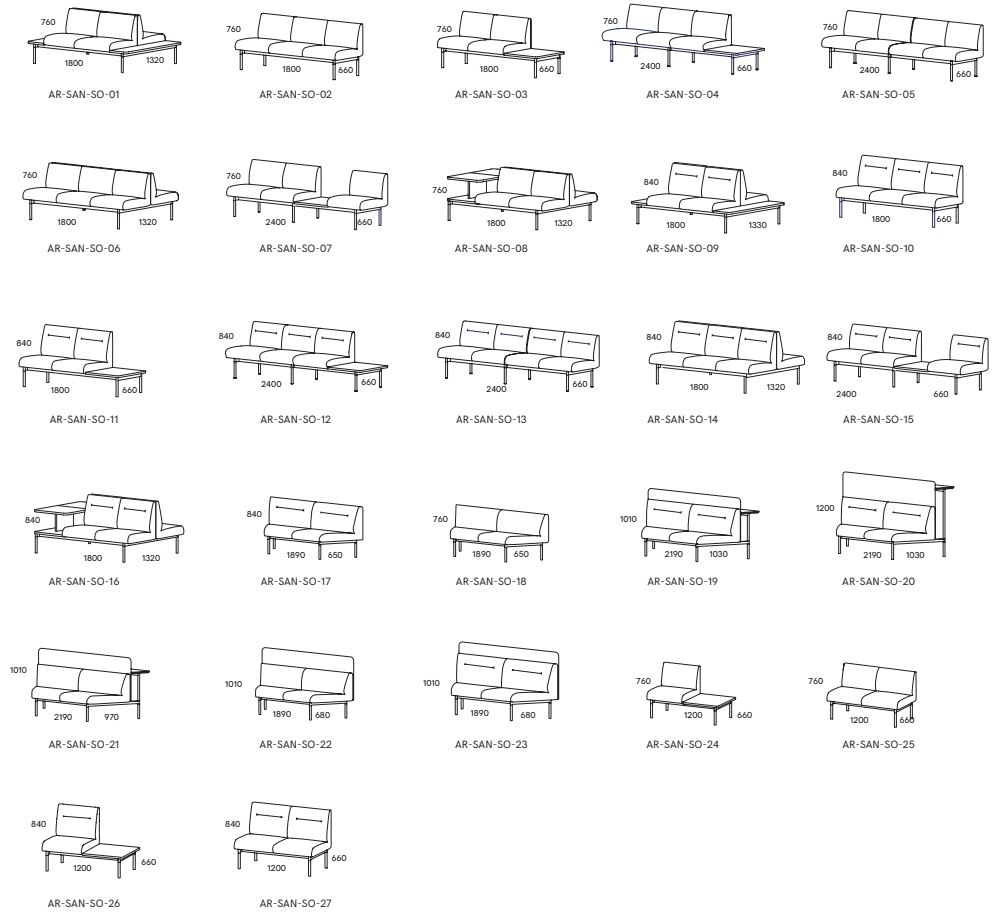 760 1800 1320
AR-SAN-SO-01
760 1800 660
AR-SAN-SO-02
760 1800 660
AR-SAN-SO-03
760 2400 660
AR-SAN-SO-04
760 2400 660
AR-SAN-SO-05
760 1800 1320
AR-SAN-SO-06
760 2400 660
AR-SAN-SO-07
760 1800 1320
AR-SAN-SO-08
840 1800 1330
AR-SAN-SO-09
840 1800 660
AR-SAN-SO-10
840 1800 660
AR-SAN-SO-11
840 2400 660
AR-SAN-SO-12
840 2400 660
AR-SAN-SO-13
840 1800 1320
AR-SAN-SO-14
840 2400 660
AR-SAN-SO-15
840 1800 1320
AR-SAN-SO-16
840 1890 650
AR-SAN-SO-17
760 1890 650
AR-SAN-SO-18
1010 2190 1030
AR-SAN-SO-19
1200 2190 1030
AR-SAN-SO-20
1010 2190 970
AR-SAN-SO-21
1010 1890 680
AR-SAN-SO-22
1010 1890 680
AR-SAN-SO-23
760 1200 660
AR-SAN-SO-24
760 1200 660
AR-SAN-SO-25
840 1200 660
AR-SAN-SO-26
840 1200 660
AR-SAN-SO-27